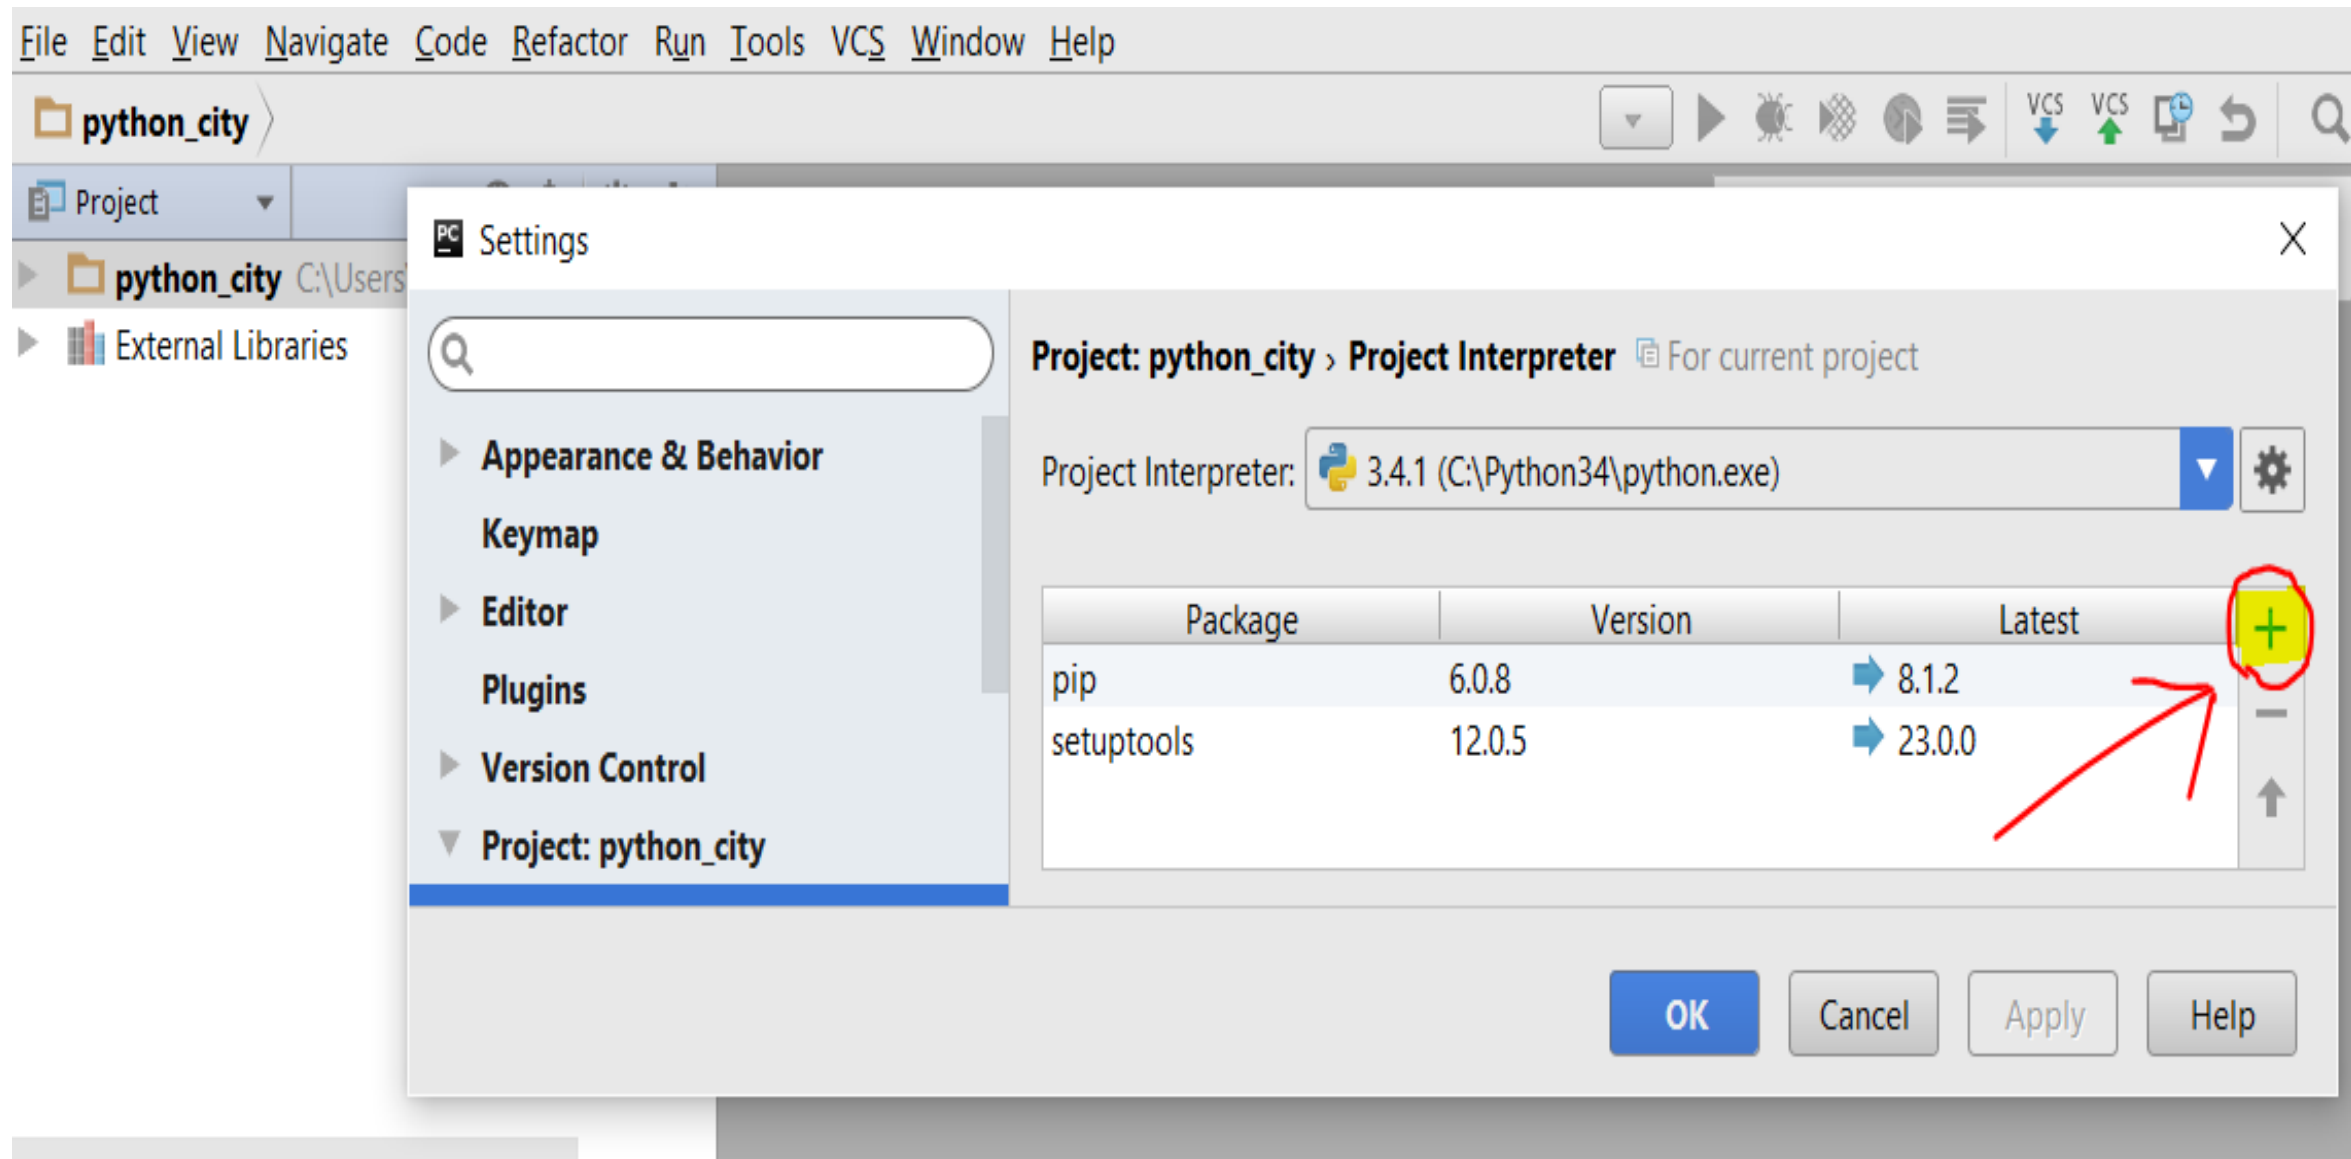 File Edit View Navigate Code Refactor Run Tools VCS Window Help
python_city
VCS VCS
Project
python_city C:\Users
External Libraries
PC Settings
Appearance & Behavior
Keymap
Editor
Plugins
Version Control
Project: python_city
Project: python_city › Project Interpreter For current project
Project Interpreter: 3.4.1 (C:\Python34\python.exe)
Package Version Latest
pip 6.0.8 8.1.2
setuptools 12.0.5 23.0.0
OK Cancel Apply Help